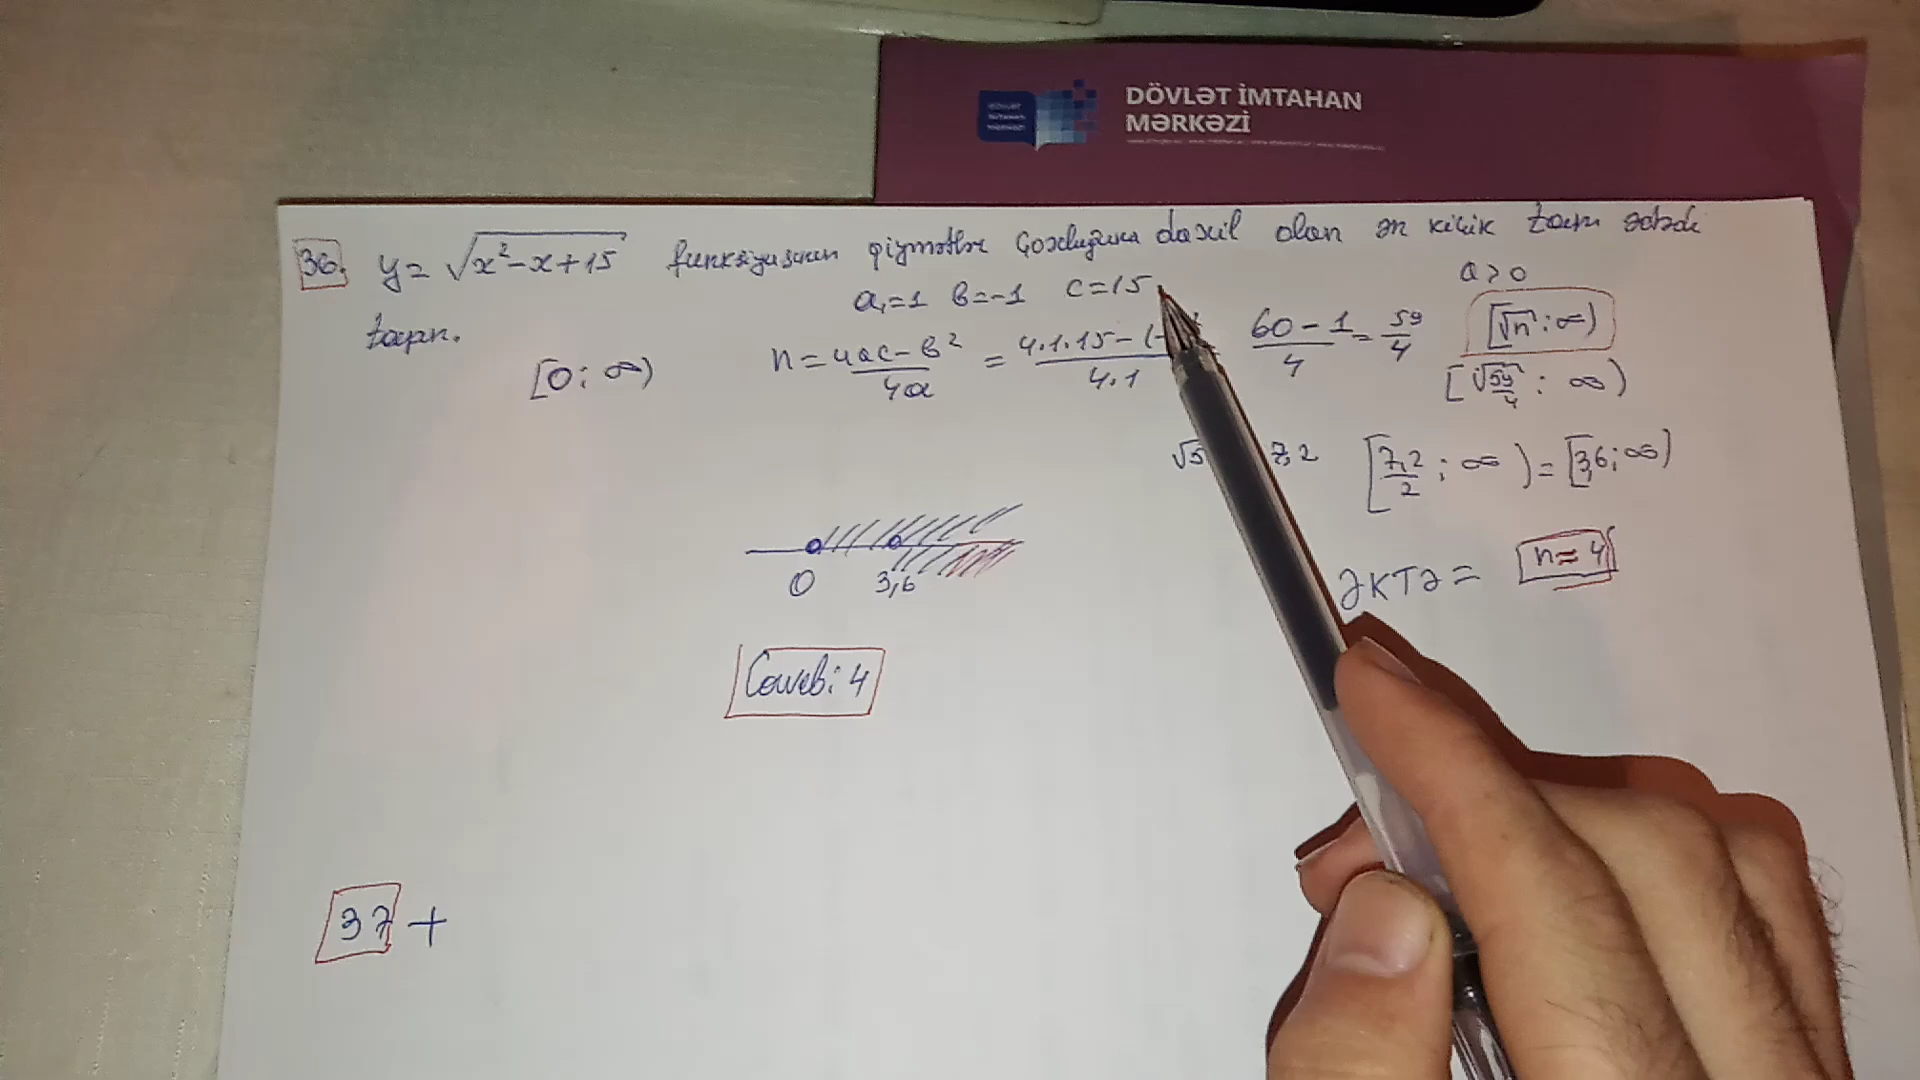 DÖVLƏT İMTAHAN
MƏRKƏZİ
36. y = √(x² - x + 15) funksiyasının qiymətlər çoxluğuna daxil olan ən kiçik tam ədədi
tapın.
a = 1 b = -1 c = 15
a > 0
[0; ∞)
n = (4ac - b²)/4a = (4·1·15 - (-)/(4·1) (60 - 1)/4 = 59/4
[√n; ∞)
[√59/4 : ∞)
7,2 [7,2/2 ; ∞) = [3,6; ∞)
0 3,6
ƏKTƏ = n = 4
Cavab: 4
37 +